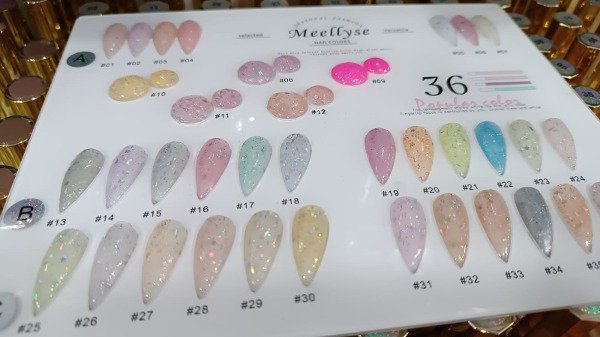 selected
Meellyse
NAIL COLORS
A
#01 #02 #03 #04
#05 #06 #07
#10
#08
#09
#11
#12
36
Popular color
B
#13 #14 #15 #16 #17 #18
#19 #20 #21 #22 #23 #24
C
#25 #26 #27 #28 #29 #30
#31 #32 #33 #34